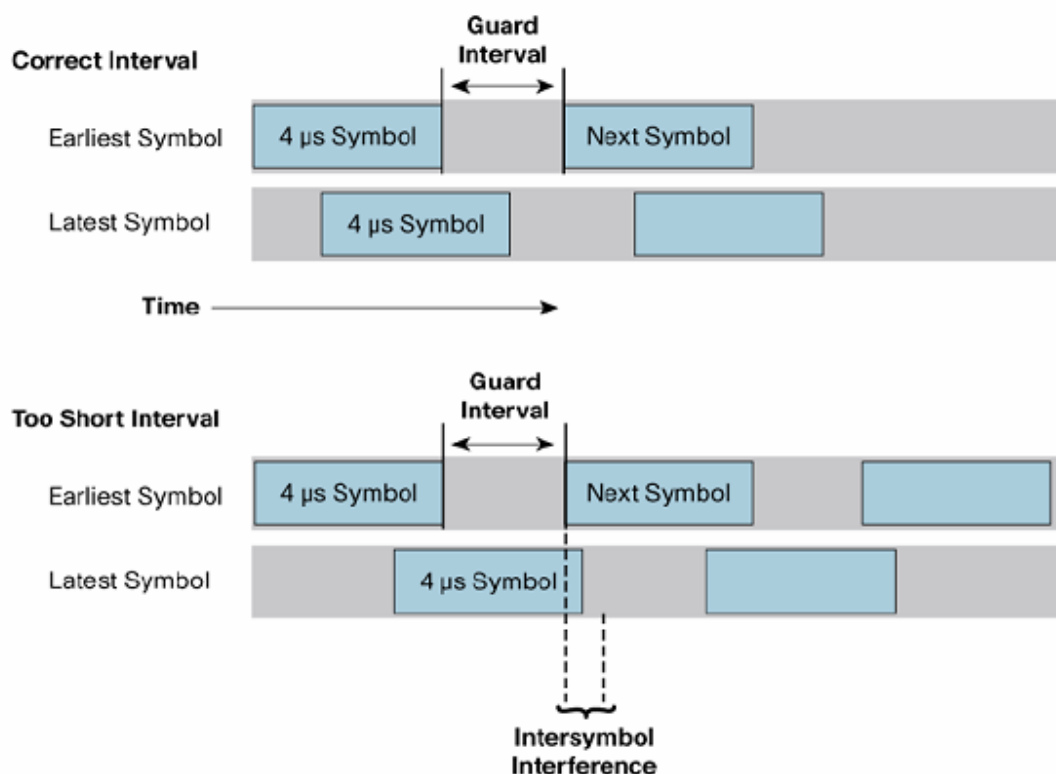 Guard
Interval
Correct Interval
Earliest Symbol
4 µs Symbol
Next Symbol
Latest Symbol
4 µs Symbol
Time
Guard
Interval
Too Short Interval
Earliest Symbol
4 µs Symbol
Next Symbol
Latest Symbol
4 µs Symbol
Intersymbol
Interference